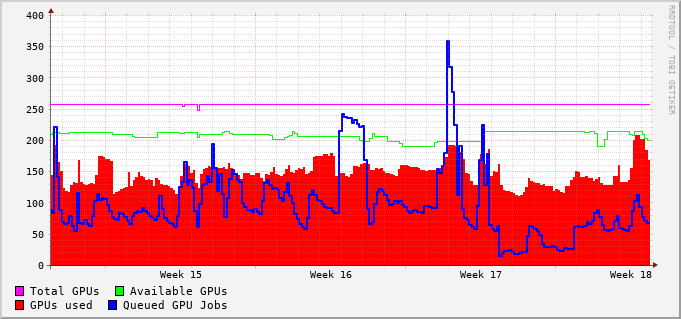 400
350
300
250
200
150
100
50
0
Week 15 Week 16 Week 17 Week 18
Total GPUs Available GPUs
GPUs used Queued GPU Jobs
RRDTOOL / TOBI OETIKER